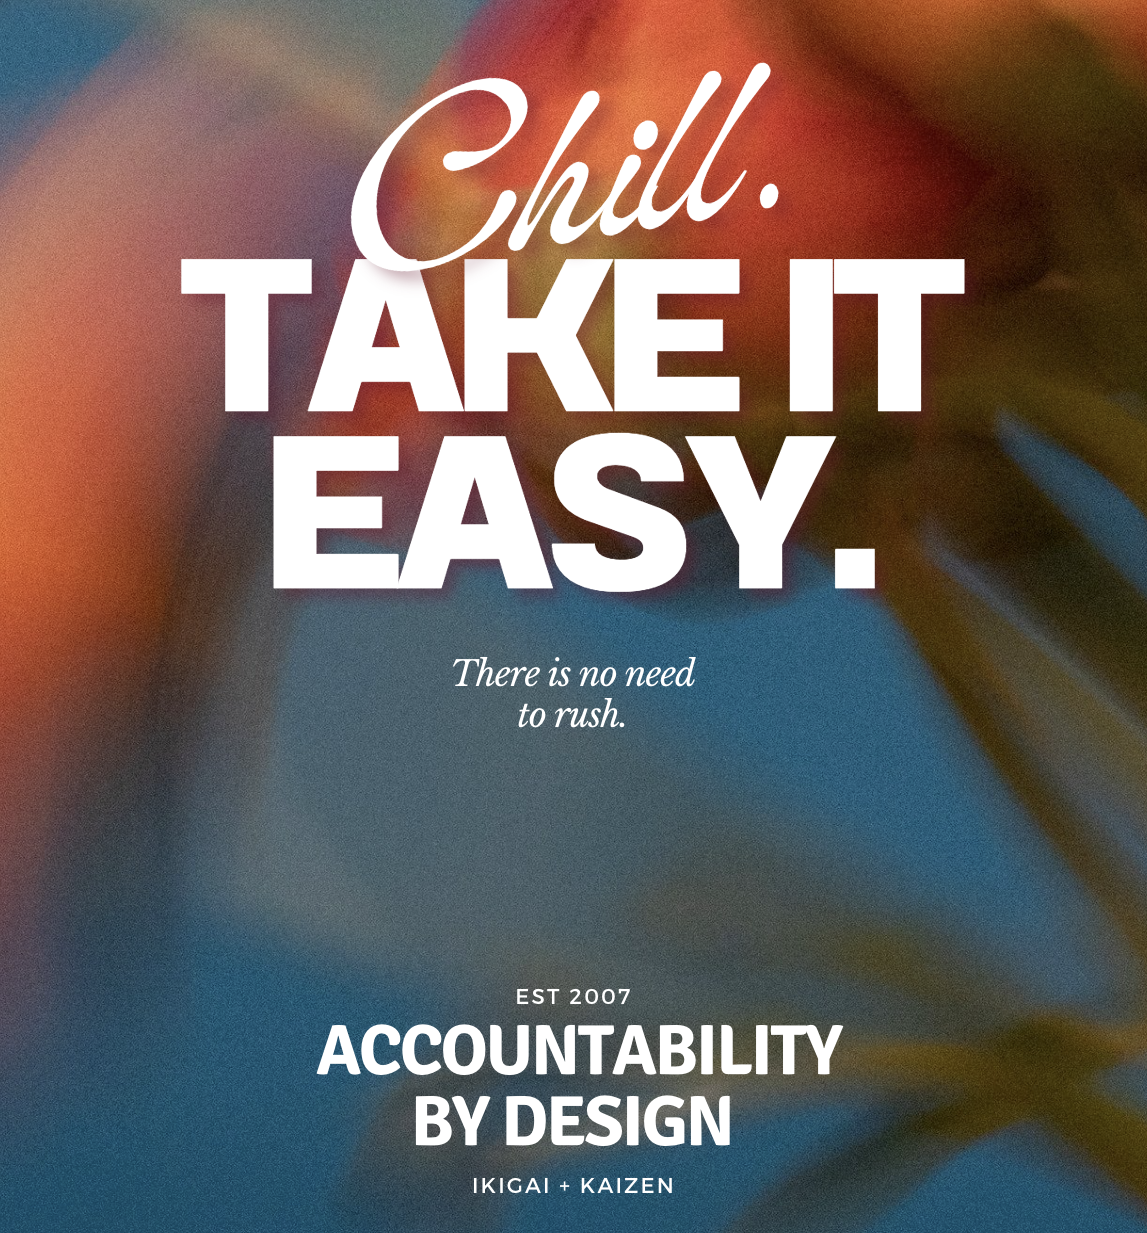 Chill.
TAKE IT
EASY.
There is no need
to rush.
EST 2007
ACCOUNTABILITY
BY DESIGN
IKIGAI + KAIZEN